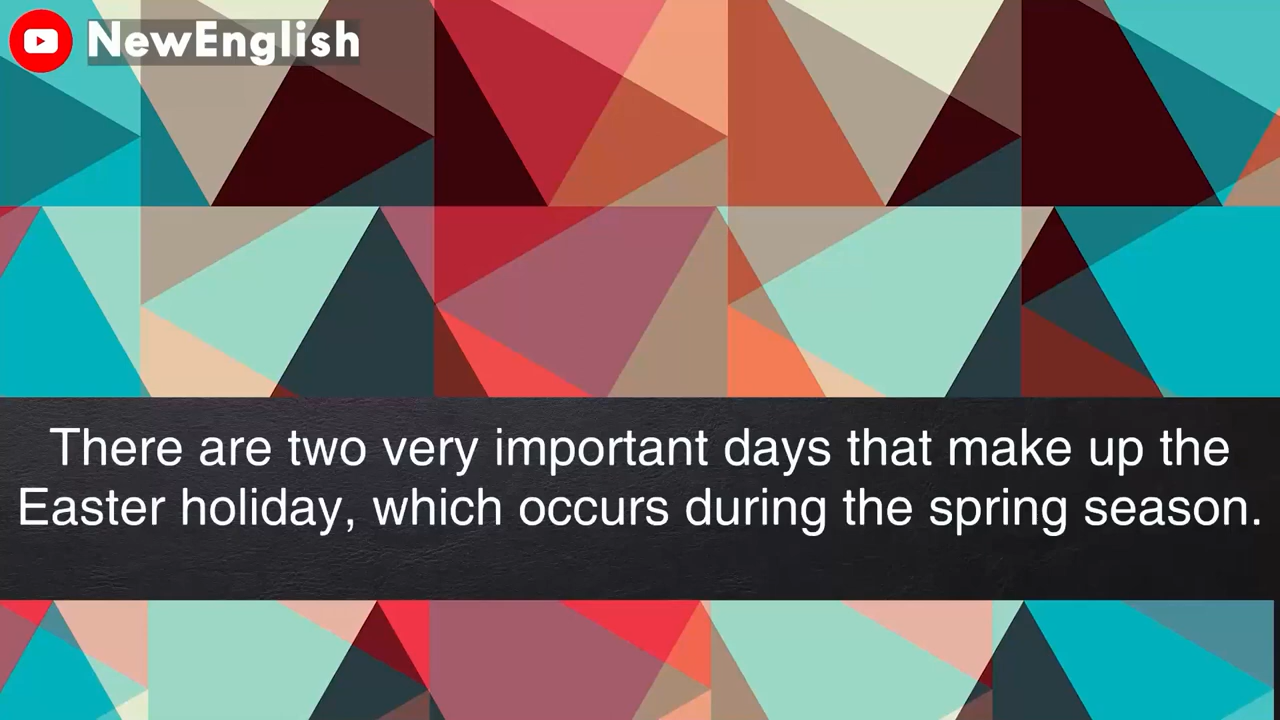 NewEnglish
There are two very important days that make up the
Easter holiday, which occurs during the spring season.